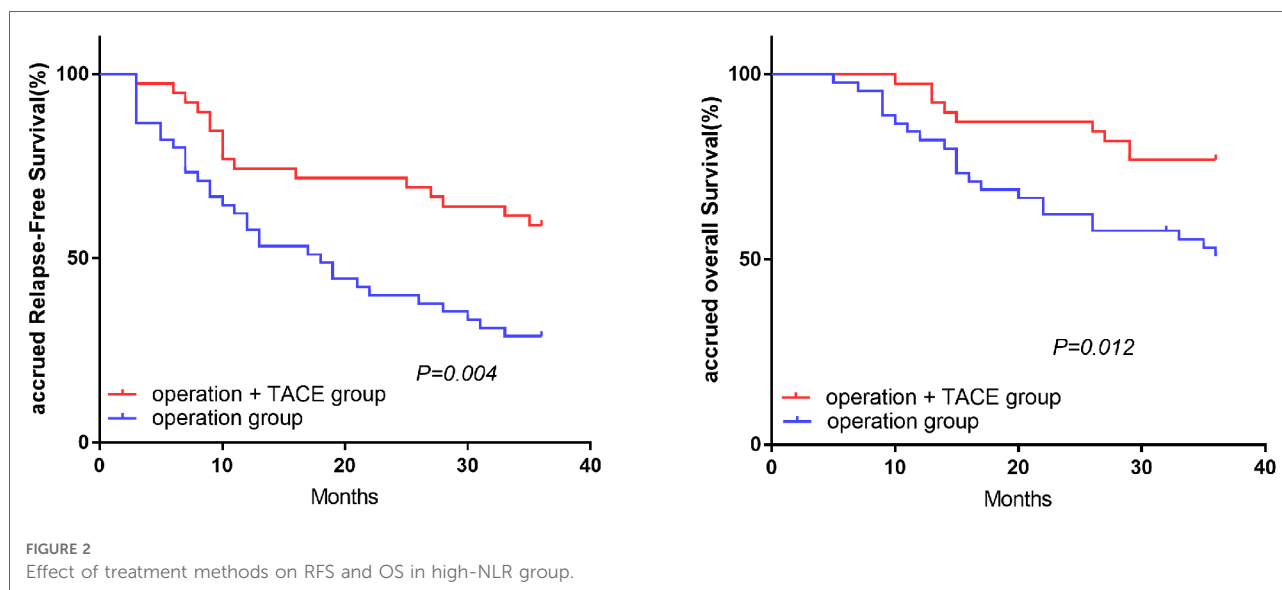 accrued Relapse-Free Survival(%)
100
50
0
P=0.004
operation + TACE group
operation group
0 10 20 30 40
Months
accrued overall Survival(%)
100
50
0
P=0.012
operation + TACE group
operation group
0 10 20 30 40
Months
FIGURE 2
Effect of treatment methods on RFS and OS in high-NLR group.